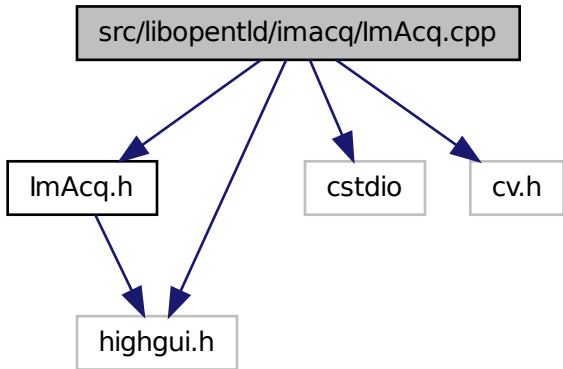 src/libopentld/imacq/ImAcq.cpp
ImAcq.h
cstdio
cv.h
highgui.h